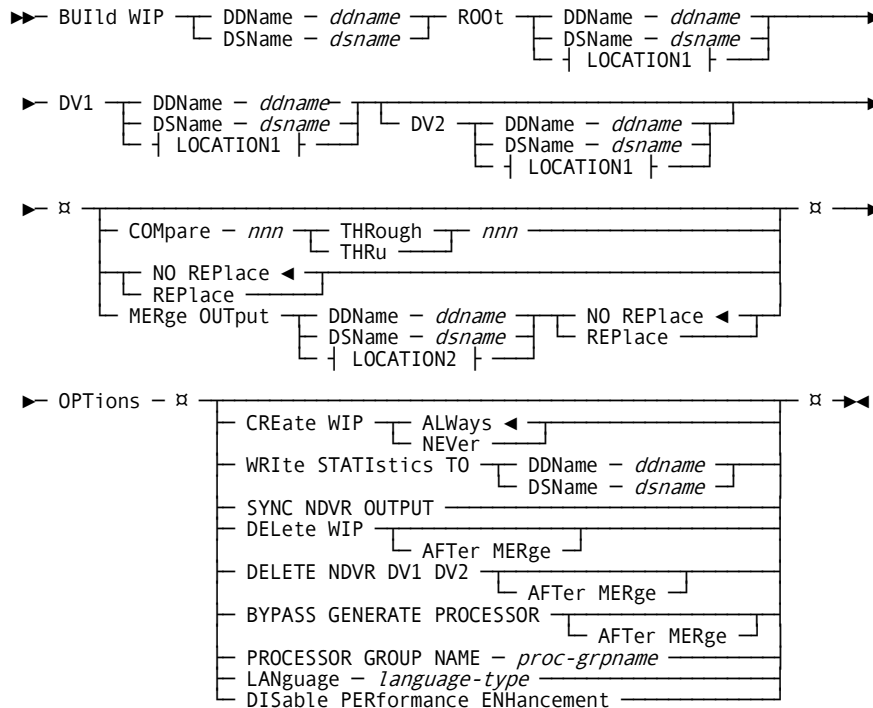 ►►─ BUIld WIP ─┬─ DDName ─ ddname ─┬─ ROOt ─┬─ DDName ─ ddname ─┬─►
└─ DSName ─ dsname ─┘ ├─ DSName ─ dsname ─┤
└─ ┤ LOCATION1 ├ ─┘
►─ DV1 ─┬─ DDName ─ ddname ─┬─┬─ DV2 ─┬─ DDName ─ ddname ─┬─┬─►
├─ DSName ─ dsname ─┤ ├─ DSName ─ dsname ─┤
└─ ┤ LOCATION1 ├ ─┘ └─ ┤ LOCATION1 ├ ─┘
►─ ¤ ─┬─ ¤ ─►
├─ COMpare ─ nnn ─┬─ THRough ─┬─ nnn ─┤
└─ THRu ─┘
├─┬─ NO REPlace ◄ ─┬─┤
└─ REPlace ─┘
└─ MERge OUTput ─┬─ DDName ─ ddname ─┬─┬─ NO REPlace ◄ ─┬─┘
├─ DSName ─ dsname ─┤ └─ REPlace ─┘
└─ ┤ LOCATION2 ├ ─┘
►─ OPTions ─ ¤ ─┬─ ¤ ─►◄
├─ CREate WIP ─┬─ ALWays ◄ ─┬─┤
└─ NEVer ─┘
├─ WRIte STATIstics TO ─┬─ DDName ─ ddname ─┬─┤
└─ DSName ─ dsname ─┘
├─ SYNC NDVR OUTPUT ─┤
├─ DELete WIP ─┬─┤
└─ AFTer MERge ─┘
├─ DELETE NDVR DV1 DV2 ─┬─┤
└─ AFTer MERge ─┘
├─ BYPASS GENERATE PROCESSOR ─┬─┤
└─ AFTer MERge ─┘
├─ PROCESSOR GROUP NAME ─ proc-grpname ─┤
├─ LANguage ─ language-type ─┤
└─ DISable PERformance ENHancement ─┘